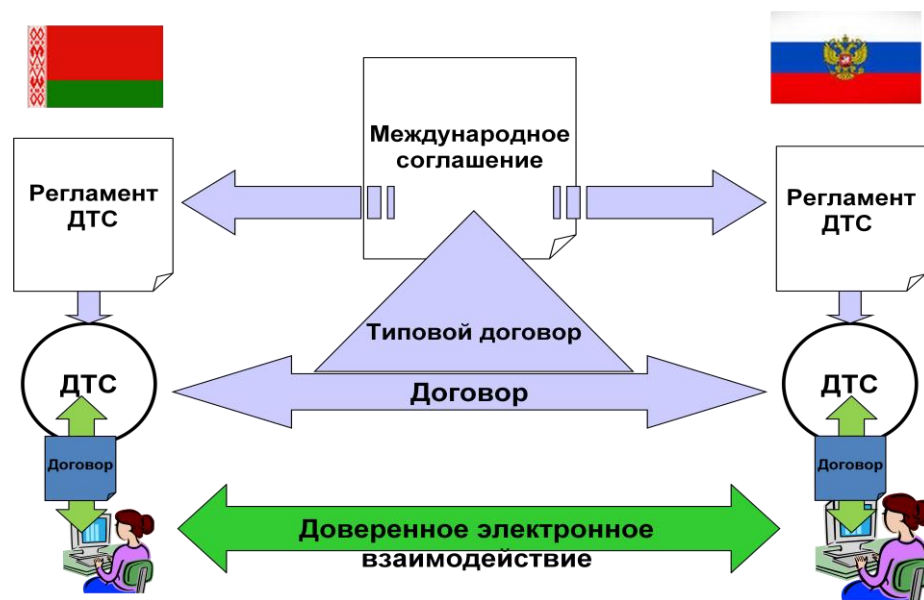 Международное
соглашение
Регламент
ДТС
Регламент
ДТС
Типовой договор
ДТС
Договор
ДТС
Договор
Договор
Доверенное электронное
взаимодействие